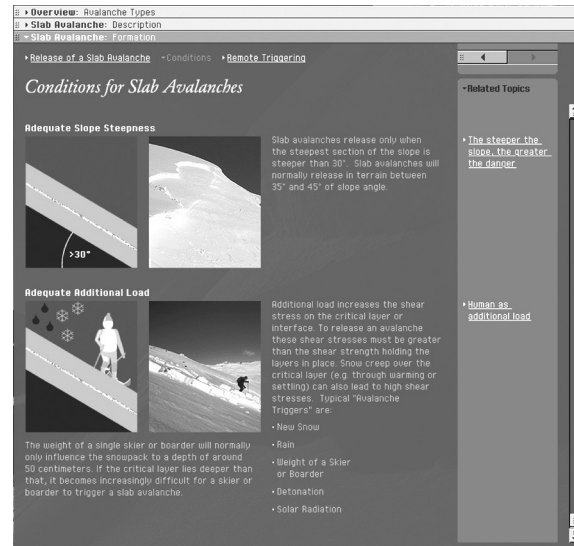 Overview: Avalanche Types
Slab Avalanche: Description
Slab Avalanche: Formation
Release of a Slab Avalanche Conditions Remote Triggering
Conditions for Slab Avalanches
Related Topics
Adequate Slope Steepness
>30°
Slab avalanches release only when
the steepest section of the slope is
steeper than 30°. Slab avalanches will
normally release in terrain between
35° and 45° of slope angle.
The steeper the
slope, the greater
the danger
Adequate Additional Load
Additional load increases the shear
stress on the critical layer or
interface. To release an avalanche
these shear stresses must be greater
than the shear strength holding the
layers in place. Snow creep over the
critical layer (e.g. through warming or
settling) can also lead to high shear
stresses. Typical "Avalanche
Triggers" are:
• New Snow
• Rain
• Weight of a Skier
or Boarder
• Detonation
• Solar Radiation
Human as
additional load
The weight of a single skier or boarder will normally
only influence the snowpack to a depth of around
50 centimeters. If the critical layer lies deeper than
that, it becomes increasingly difficult for a skier or
boarder to trigger a slab avalanche.